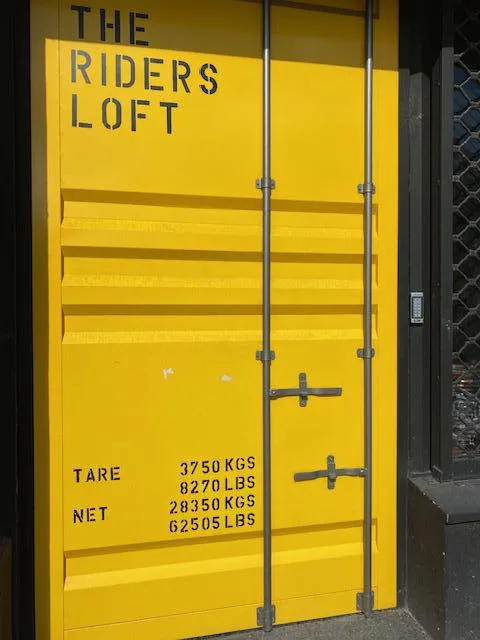 THE
RIDERS
LOFT
TARE 3750 KGS
8270 LBS
NET 28350 KGS
62505 LBS